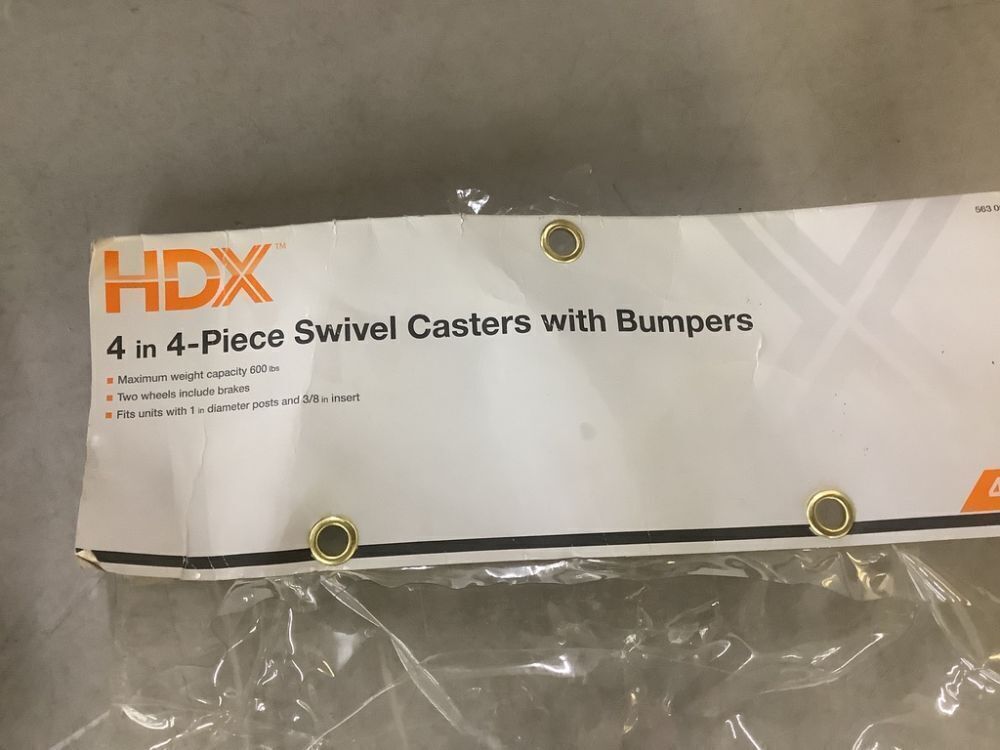 HDX™
563 0
4 in 4-Piece Swivel Casters with Bumpers
Maximum weight capacity 600 lbs
Two wheels include brakes
Fits units with 1 in diameter posts and 3/8 in insert